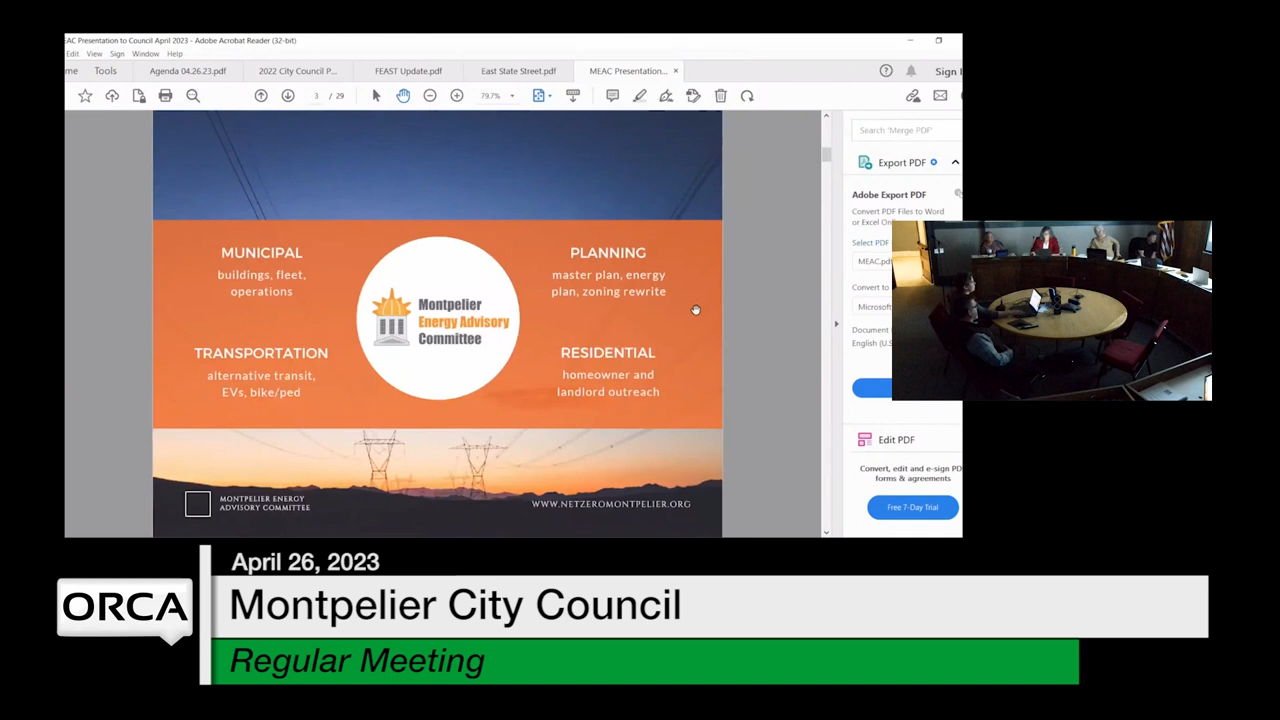 EAC Presentation to Council April 2023 - Adobe Acrobat Reader (32-bit)
Edit View Sign Window Help
me Tools Agenda 04.26.23.pdf 2022 City Council P... FEAST Update.pdf East State Street.pdf MEAC Presentation... × Sign I
3 / 29 79.7%
Search 'Merge PDF'
Export PDF
Adobe Export PDF
Convert PDF Files to Word
or Excel Onl
Select PDF
MEAC.pd
Convert to
Microsof
Document
English (U.S
Edit PDF
Convert, edit and e-sign PD
forms & agreements
Free 7-Day Trial
MUNICIPAL
buildings, fleet,
operations
PLANNING
master plan, energy
plan, zoning rewrite
Montpelier
Energy Advisory
Committee
TRANSPORTATION
alternative transit,
EVs, bike/ped
RESIDENTIAL
homeowner and
landlord outreach
MONTPELIER ENERGY
ADVISORY COMMITTEE
WWW.NETZEROMONTPELIER.ORG
April 26, 2023
ORCA
Montpelier City Council
Regular Meeting